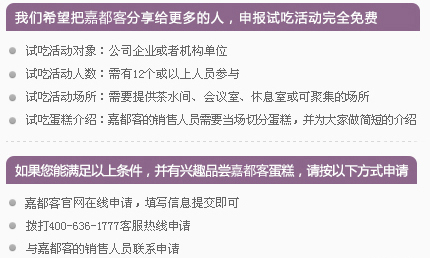 我们希望把嘉都客分享给更多的人，申报试吃活动完全免费
试吃活动对象：公司企业或者机构单位
试吃活动人数：需有12个或以上人员参与
试吃活动场所：需要提供茶水间、会议室、休息室或可聚集的场所
试吃蛋糕介绍：嘉都客的销售人员需要当场切分蛋糕，并为大家做简短的介绍
如果您能满足以上条件，并有兴趣品尝嘉都客蛋糕，请按以下方式申请
嘉都客官网在线申请，填写信息提交即可
拨打400-636-1777客服热线申请
与嘉都客的销售人员联系申请